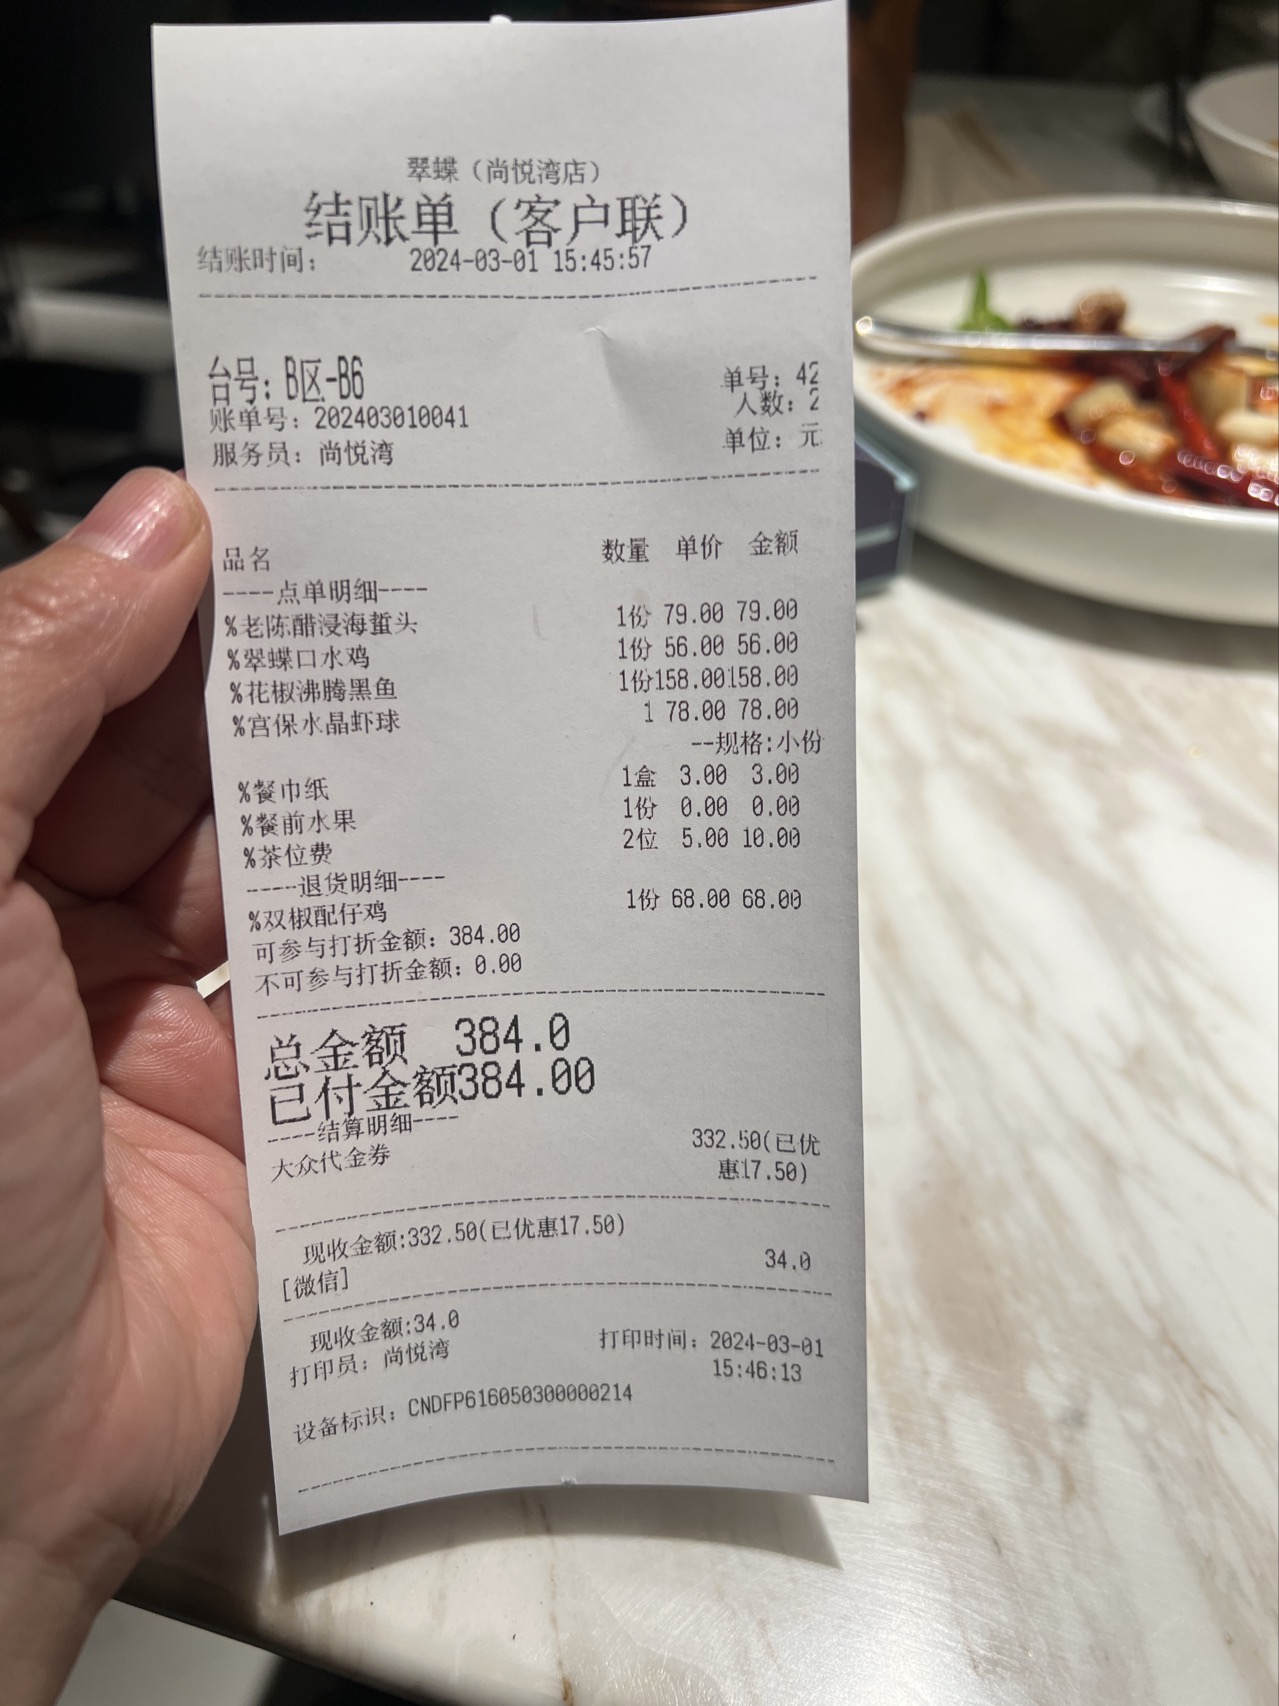 翠蝶（尚悦湾店）
结账单（客户联）
结账时间： 2024-03-01 15:45:57
台号：B区-B6 单号：42
账单号：202403010041 人数：2
服务员：尚悦湾 单位：元
品名 数量 单价 金额
----点单明细----
%老陈醋浸海蜇头 1份 79.00 79.00
%翠蝶口水鸡 1份 56.00 56.00
%花椒沸腾黑鱼 1份158.00158.00
%宫保水晶虾球 1 78.00 78.00
--规格:小份
%餐巾纸 1盒 3.00 3.00
%餐前水果 1份 0.00 0.00
%茶位费 2位 5.00 10.00
----退货明细----
%双椒配仔鸡 1份 68.00 68.00
可参与打折金额：384.00
不可参与打折金额：0.00
总金额 384.0
已付金额384.00
----结算明细----
大众代金券 332.50(已优
惠17.50)
现收金额:332.50(已优惠17.50)
[微信] 34.0
现收金额:34.0
打印员：尚悦湾 打印时间：2024-03-01
15:46:13
设备标识：CNDFP616050300000214